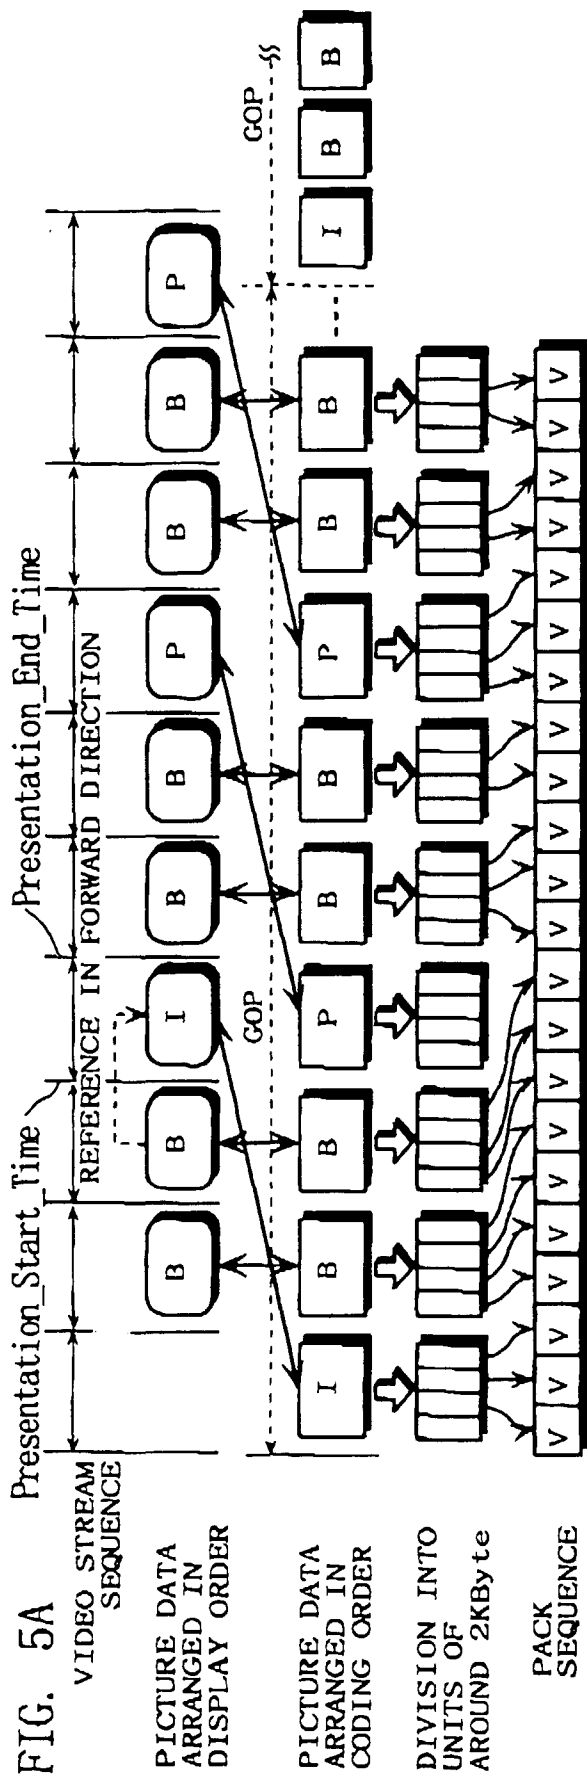 FIG. 5A
Presentation_Start_Time
Presentation_End_Time
VIDEO STREAM
SEQUENCE
REFERENCE IN FORWARD DIRECTION
PICTURE DATA
ARRANGED IN
DISPLAY ORDER
B B I B B P B B P
GOP GOP
PICTURE DATA
ARRANGED IN
CODING ORDER
I B B P B B P B B I B B
DIVISION INTO
UNITS OF
AROUND 2KByte
PACK
SEQUENCE
V V V V V V V V V V V V V V V V V V V V V V